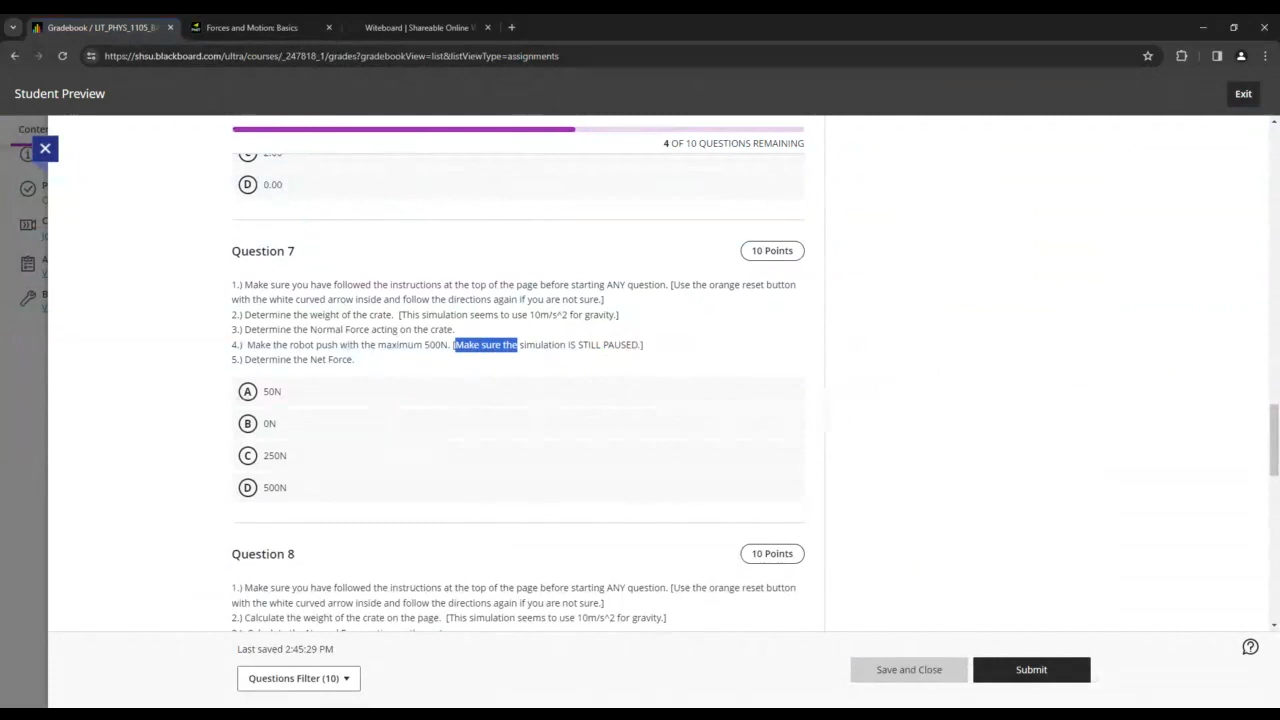 Gradebook / LIT_PHYS_1105_B
Forces and Motion: Basics
Witeboard | Shareable Online
https://shsu.blackboard.com/ultra/courses/_247818_1/grades?gradebookView=list&listViewType=assignments
Student Preview
Exit
Conter
4 OF 10 QUESTIONS REMAINING
C 2.00
D 0.00
Question 7
10 Points
1.) Make sure you have followed the instructions at the top of the page before starting ANY question. [Use the orange reset button
with the white curved arrow inside and follow the directions again if you are not sure.]
2.) Determine the weight of the crate. [This simulation seems to use 10m/s^2 for gravity.]
3.) Determine the Normal Force acting on the crate.
4.) Make the robot push with the maximum 500N. [Make sure the simulation IS STILL PAUSED.]
5.) Determine the Net Force.
A 50N
B 0N
C 250N
D 500N
Question 8
10 Points
1.) Make sure you have followed the instructions at the top of the page before starting ANY question. [Use the orange reset button
with the white curved arrow inside and follow the directions again if you are not sure.]
2.) Calculate the weight of the crate on the page. [This simulation seems to use 10m/s^2 for gravity.]
Last saved 2:45:29 PM
Questions Filter (10)
Save and Close
Submit